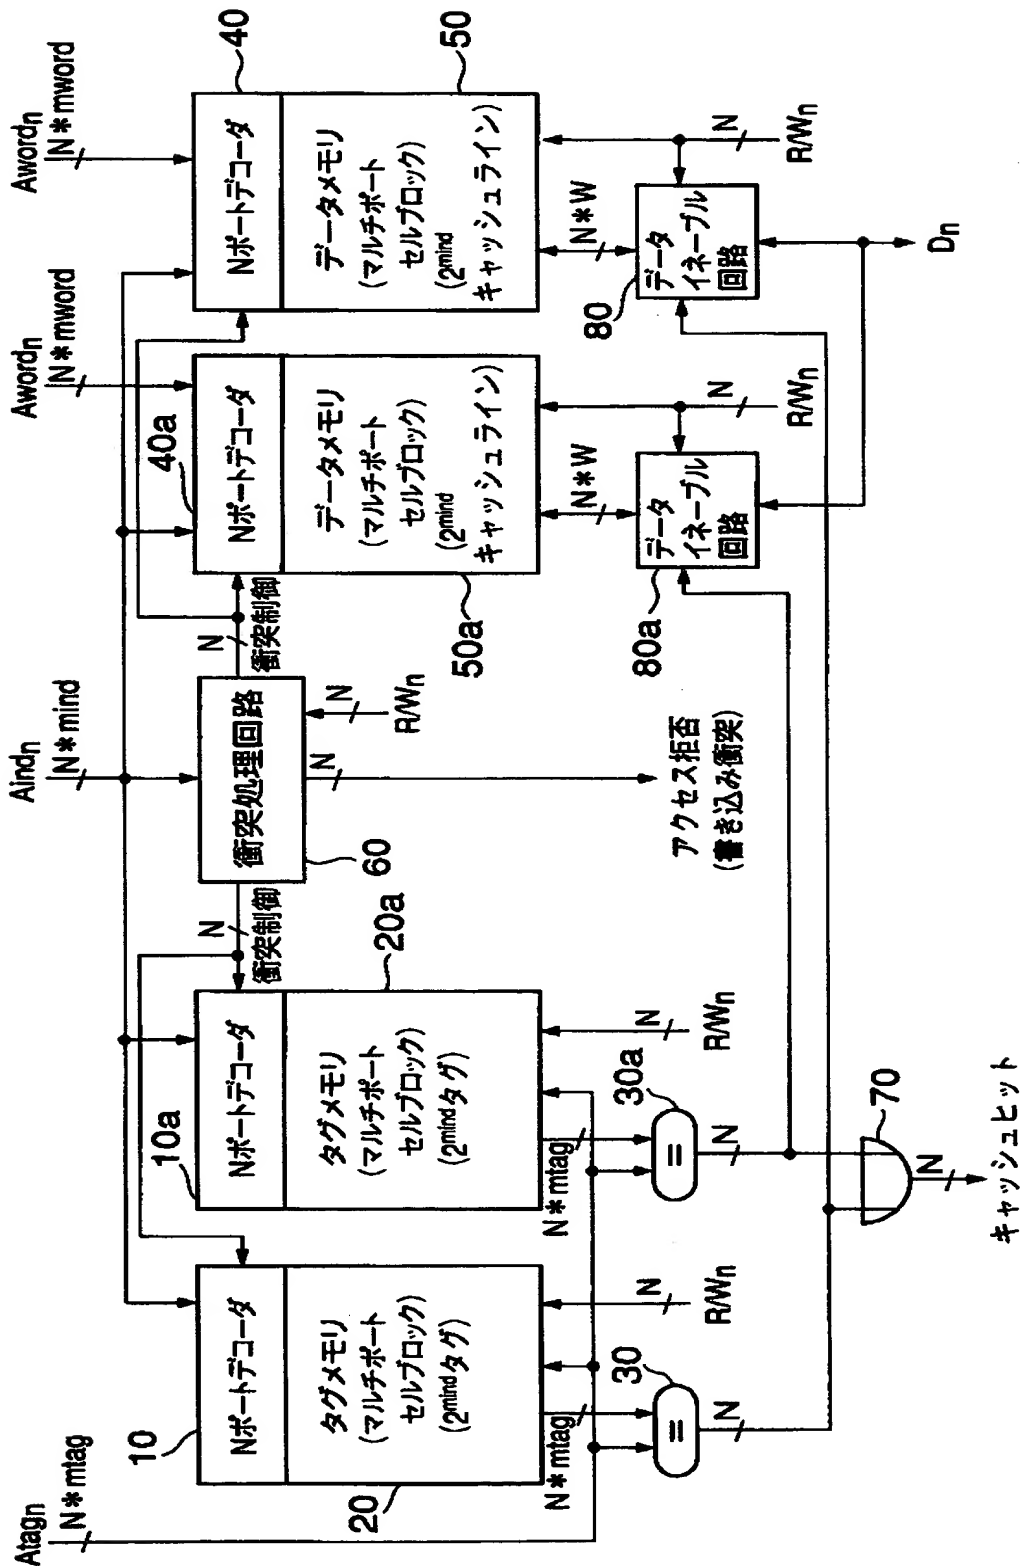 Atagn
N*mtag
10
Nポートデコーダ
タグメモリ
(マルチポート
セルブロック)
(2mindタグ)
20
N*mtag
N
R/Wn
30
=
N
10a
Nポートデコーダ
タグメモリ
(マルチポート
セルブロック)
(2mindタグ)
20a
N*mtag
N
R/Wn
30a
=
N
70
N
キャッシュヒット
Aindn
N*mind
N
衝突制御
衝突処理回路
60
N
衝突制御
N
R/Wn
N
アクセス拒否
(書き込み衝突)
Awordn
N*mword
40a
Nポートデコーダ
データメモリ
(マルチポート
セルブロック)
(2mind
キャッシュライン)
50a
N*W
N
R/Wn
80a
データ
イネーブル
回路
Awordn
N*mword
40
Nポートデコーダ
データメモリ
(マルチポート
セルブロック)
(2mind
キャッシュライン)
50
N*W
N
R/Wn
80
データ
イネーブル
回路
Dn